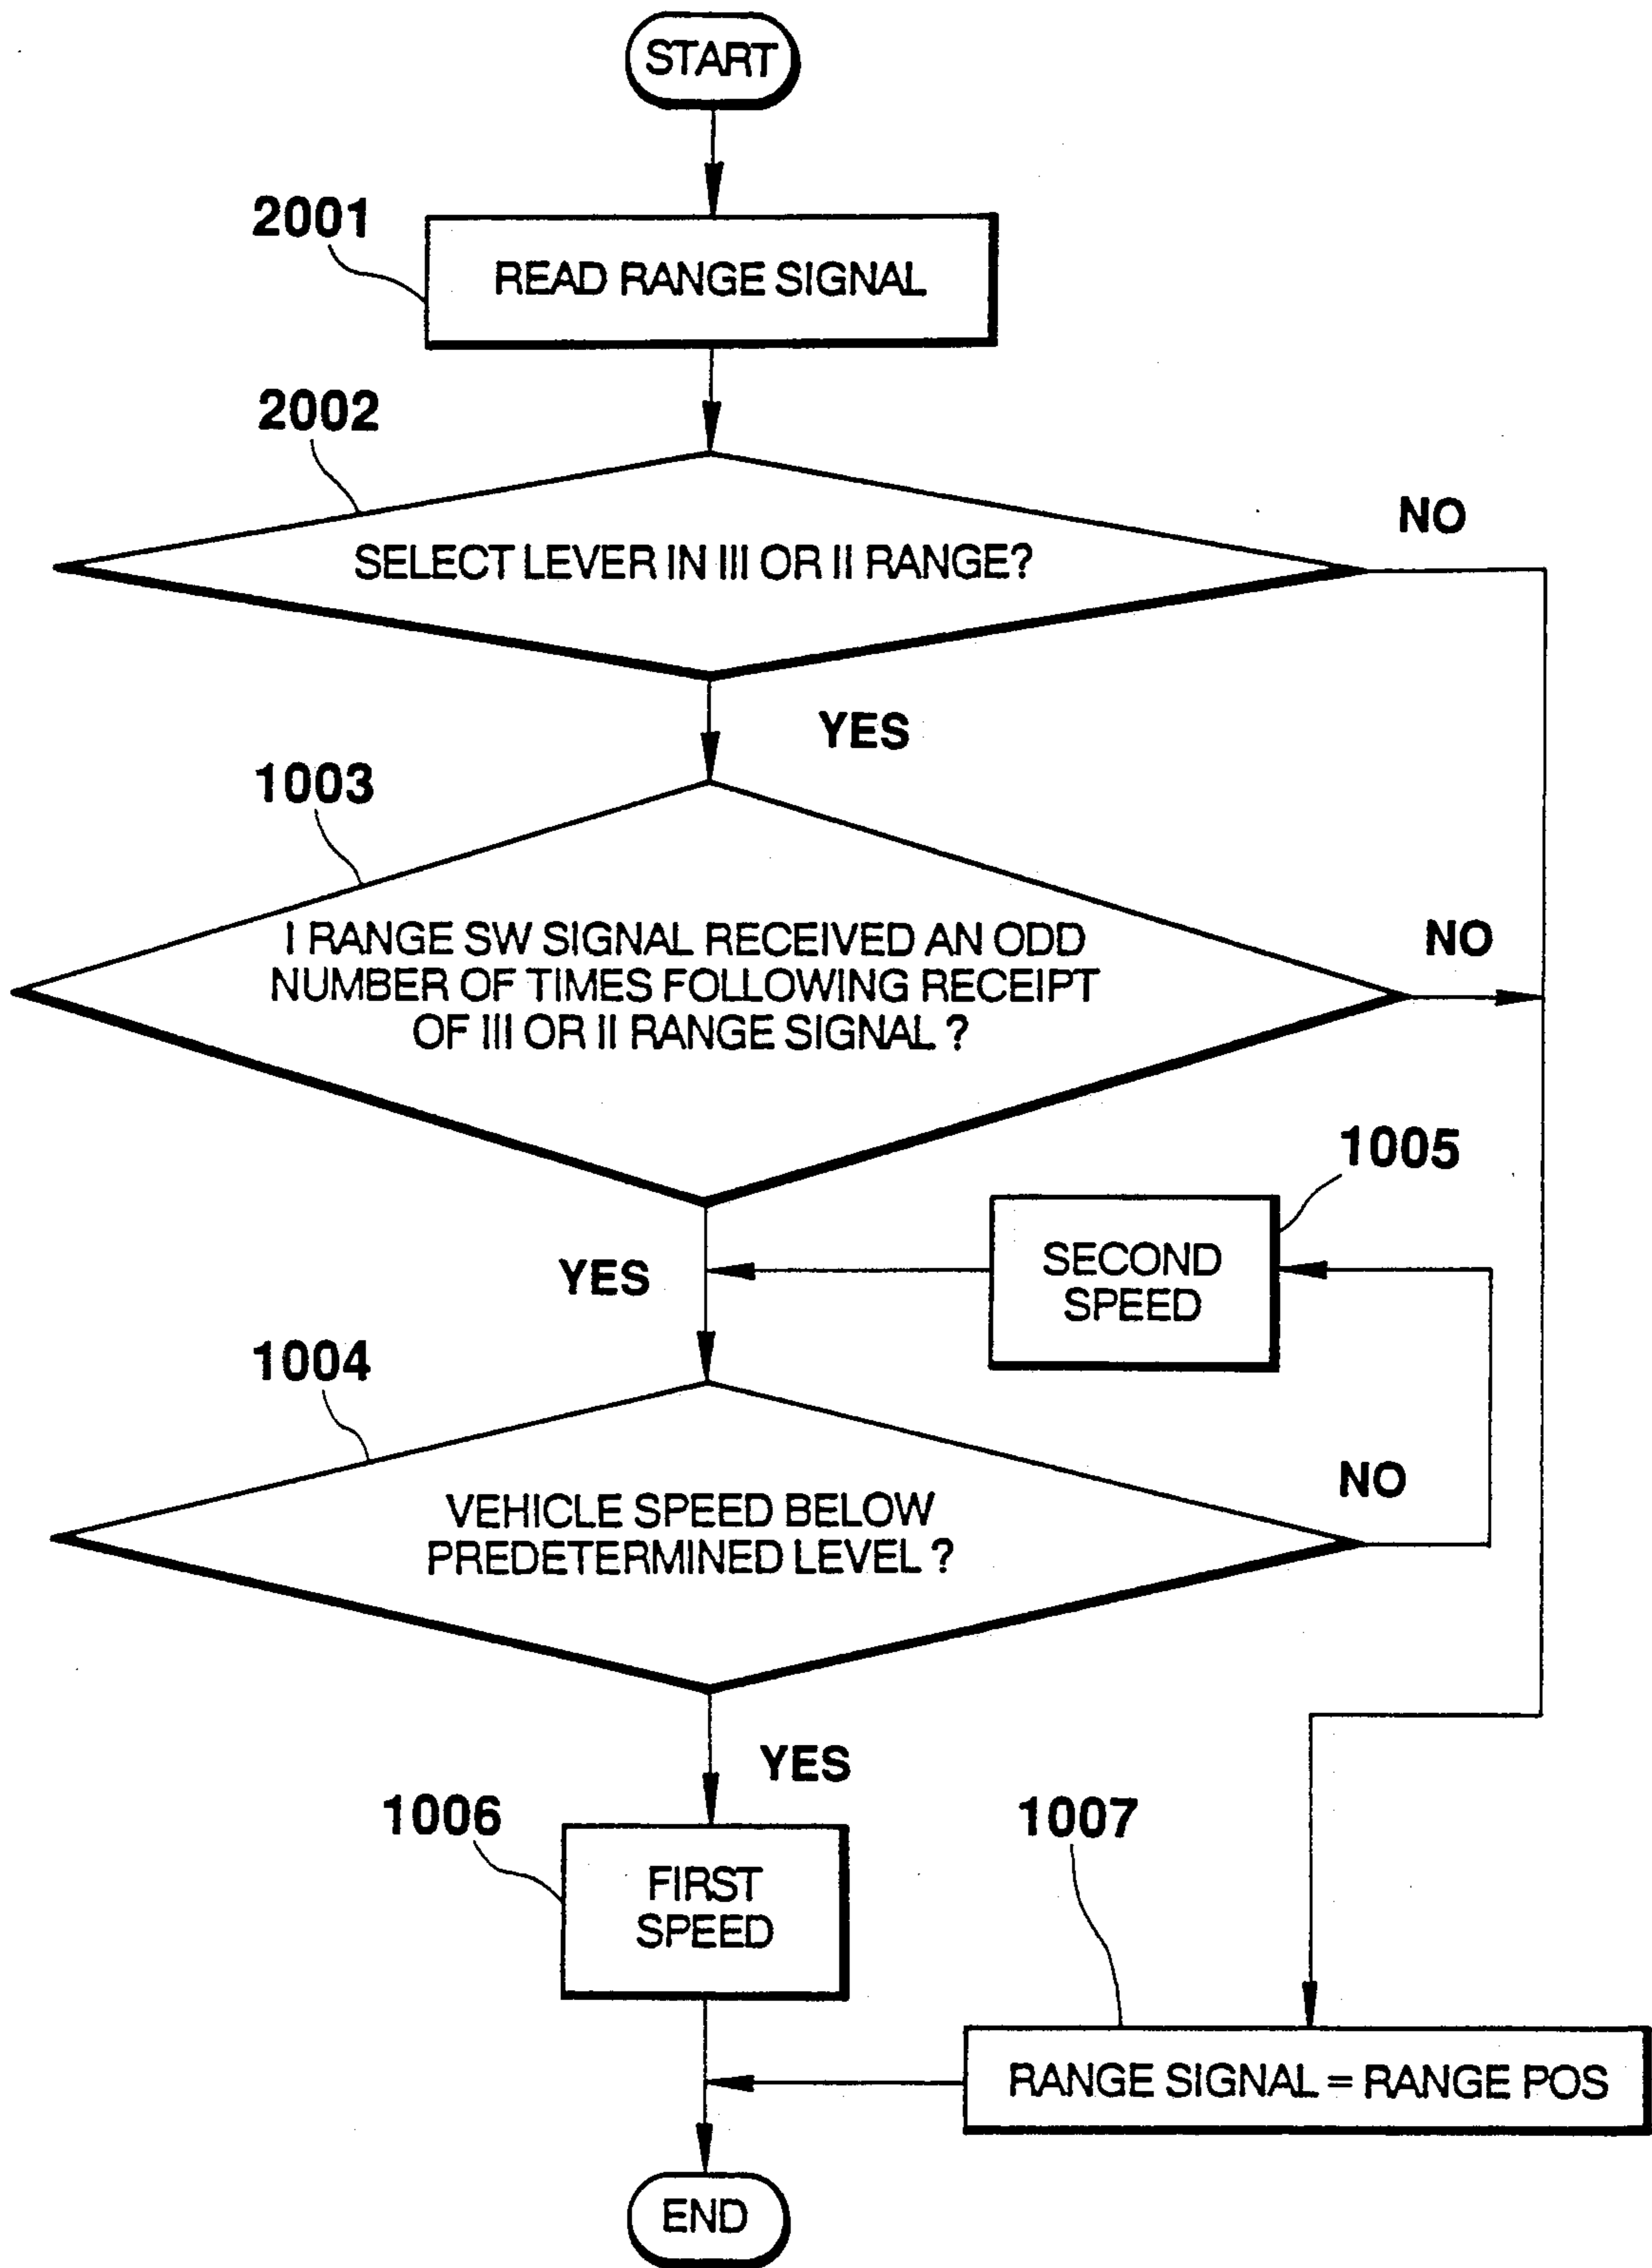 START
2001
READ RANGE SIGNAL
2002
NO
SELECT LEVER IN III OR II RANGE?
YES
1003
I RANGE SW SIGNAL RECEIVED AN ODD
NUMBER OF TIMES FOLLOWING RECEIPT
OF III OR II RANGE SIGNAL ?
NO
1005
SECOND
SPEED
YES
1004
NO
VEHICLE SPEED BELOW
PREDETERMINED LEVEL ?
YES
1006
FIRST
SPEED
1007
RANGE SIGNAL = RANGE POS
END